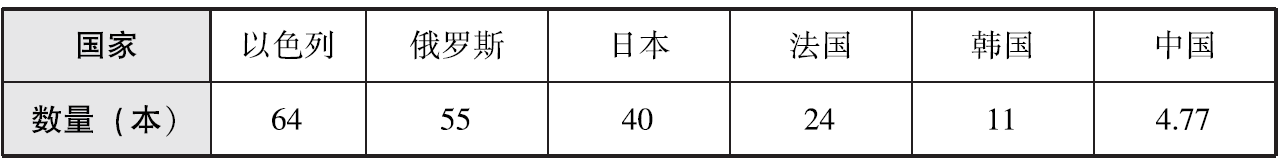 国家 以色列 俄罗斯 日本 法国 韩国 中国
数量（本） 64 55 40 24 11 4.77